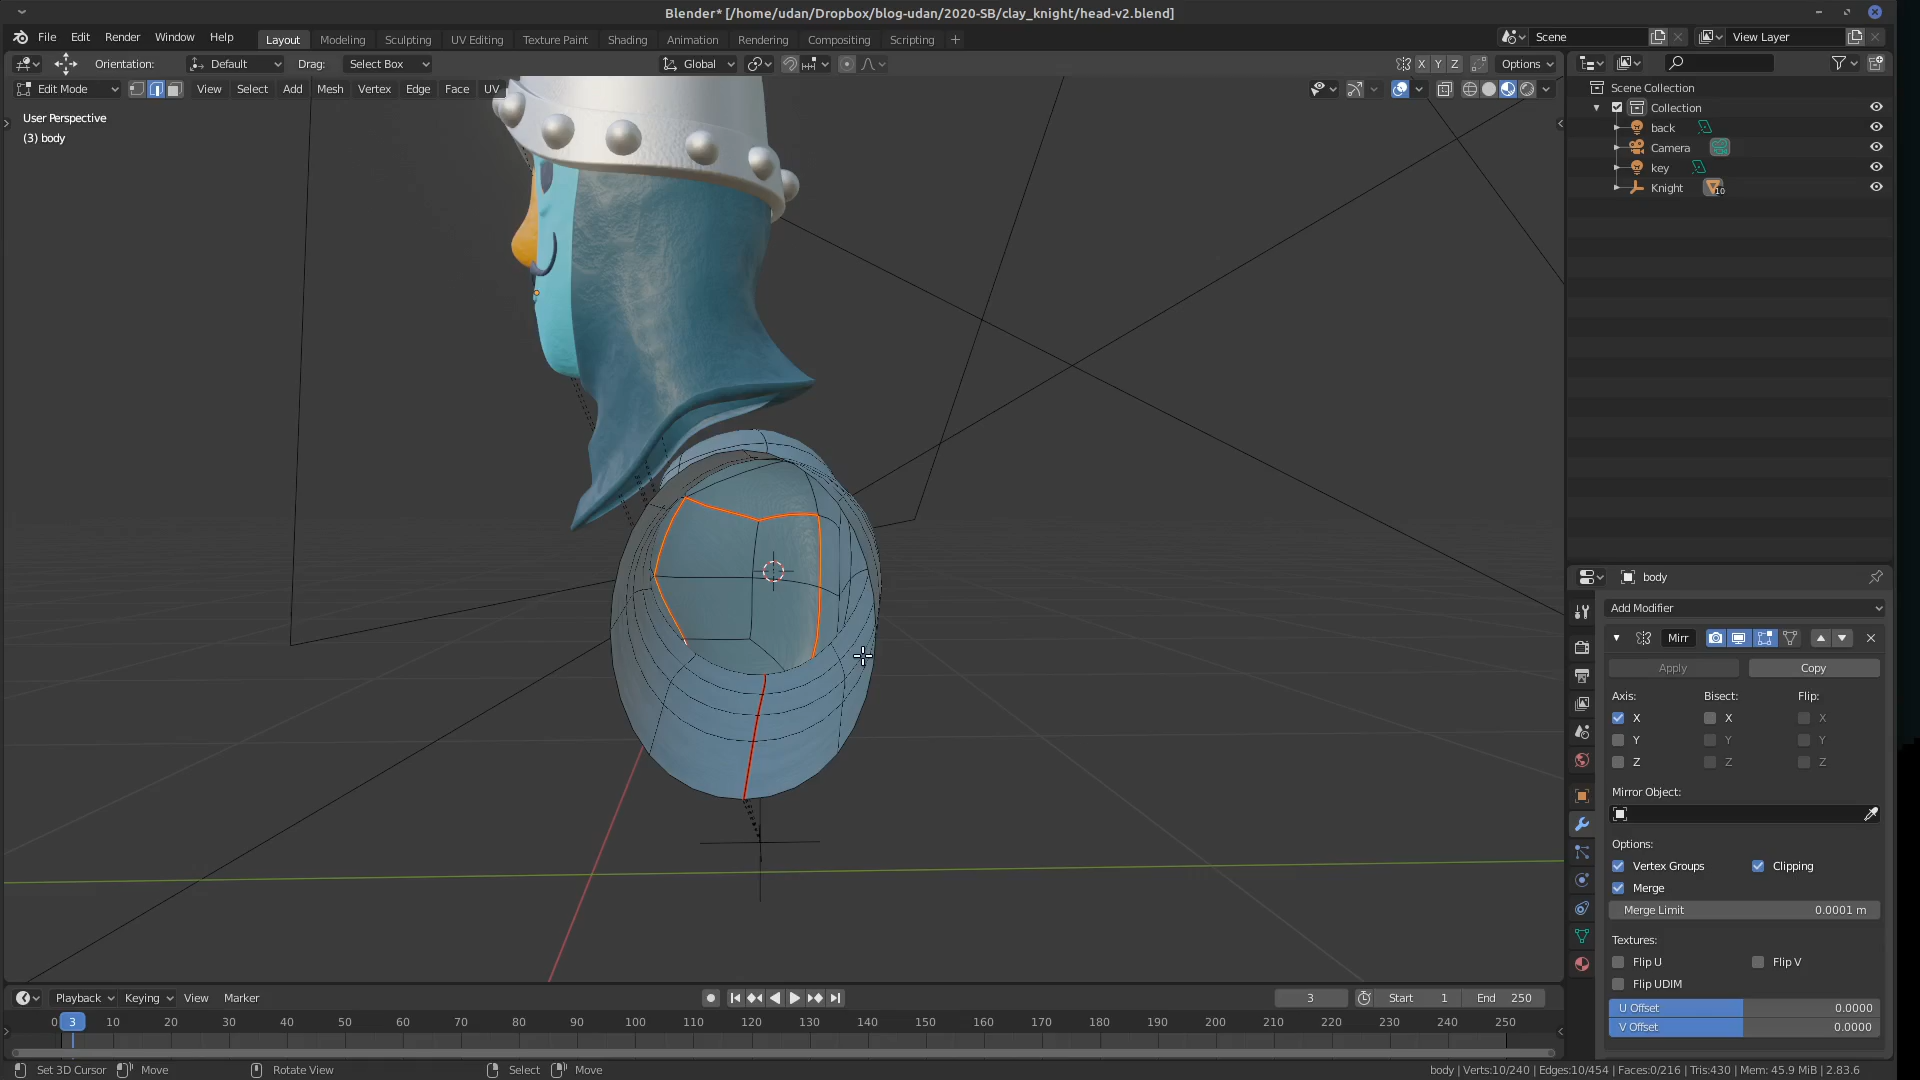 Blender* [/home/udan/Dropbox/blog-udan/2020-SB/clay_knight/head-v2.blend]
File Edit Render Window Help Layout Modeling Sculpting UV Editing Texture Paint Shading Animation Rendering Compositing Scripting + Scene View Layer
Orientation: Default Drag: Select Box Global X Y Z Options
Edit Mode View Select Add Mesh Vertex Edge Face UV
Scene Collection
Collection
back
Camera
key
Knight 10
User Perspective
(3) body
body
Add Modifier
Mirr
Apply Copy
Axis: Bisect: Flip:
X X X
Y Y Y
Z Z Z
Mirror Object:
Options:
Vertex Groups Clipping
Merge
Merge Limit 0.0001 m
Textures:
Flip U Flip V
Flip UDIM
U Offset 0.0000
V Offset 0.0000
Playback Keying View Marker 3 Start 1 End 250
0 3 10 20 30 40 50 60 70 80 90 100 110 120 130 140 150 160 170 180 190 200 210 220 230 240 250
Set 3D Cursor Move Rotate View Select Move body | Verts:10/240 | Edges:10/454 | Faces:0/216 | Tris:430 | Mem: 45.9 MiB | 2.83.6